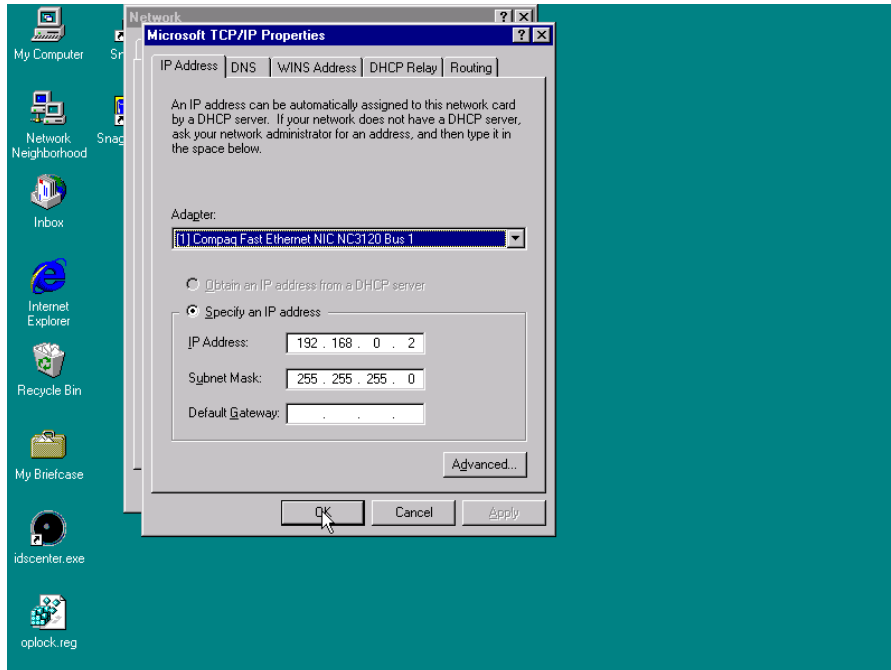 My Computer
Sn
Network
Neighborhood
Snag
Inbox
Internet
Explorer
Recycle Bin
My Briefcase
idscenter.exe
oplock.reg
Network
Microsoft TCP/IP Properties
IP Address DNS WINS Address DHCP Relay Routing
An IP address can be automatically assigned to this network card
by a DHCP server. If your network does not have a DHCP server,
ask your network administrator for an address, and then type it in
the space below.
Adapter:
[1] Compaq Fast Ethernet NIC NC3120 Bus 1
Obtain an IP address from a DHCP server
Specify an IP address
IP Address: 192 . 168 . 0 . 2
Subnet Mask: 255 . 255 . 255 . 0
Default Gateway: . . .
Advanced...
OK Cancel Apply